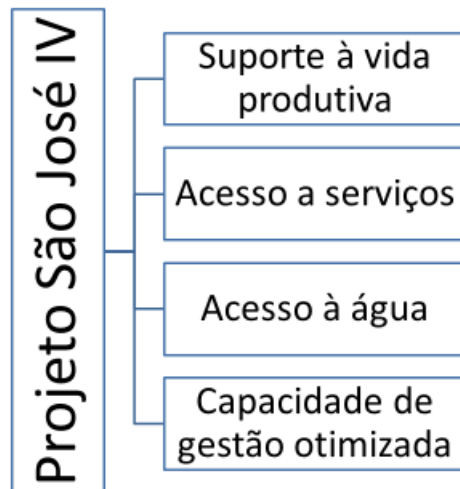 Projeto São José IV
Suporte à vida
produtiva
Acesso a serviços
Acesso à água
Capacidade de
gestão otimizada